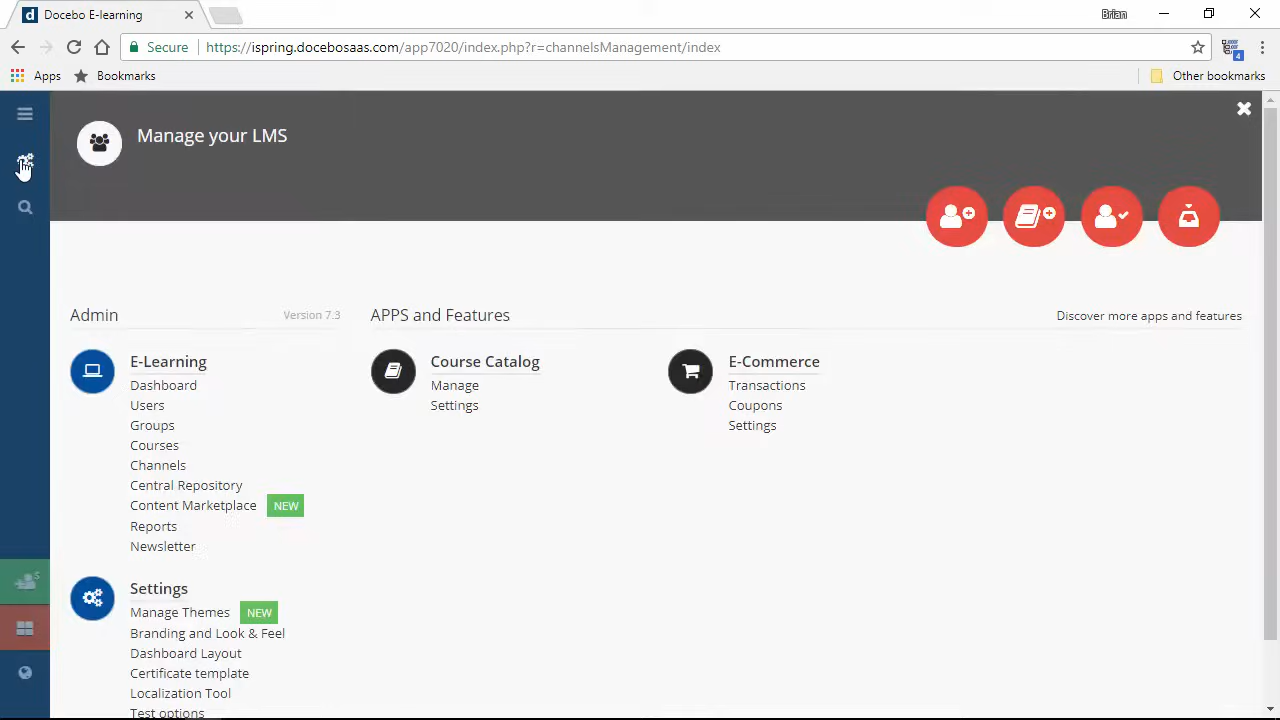 Docebo E-learning
Brian
Secure
https://ispring.docebosaas.com/app7020/index.php?r=channelsManagement/index
4
Apps
Bookmarks
Other bookmarks
Manage your LMS
Admin
Version 7.3
APPS and Features
Discover more apps and features
E-Learning
Dashboard
Users
Groups
Courses
Channels
Central Repository
Content Marketplace NEW
Reports
Newsletter
Course Catalog
Manage
Settings
E-Commerce
Transactions
Coupons
Settings
Settings
Manage Themes NEW
Branding and Look & Feel
Dashboard Layout
Certificate template
Localization Tool
Test options